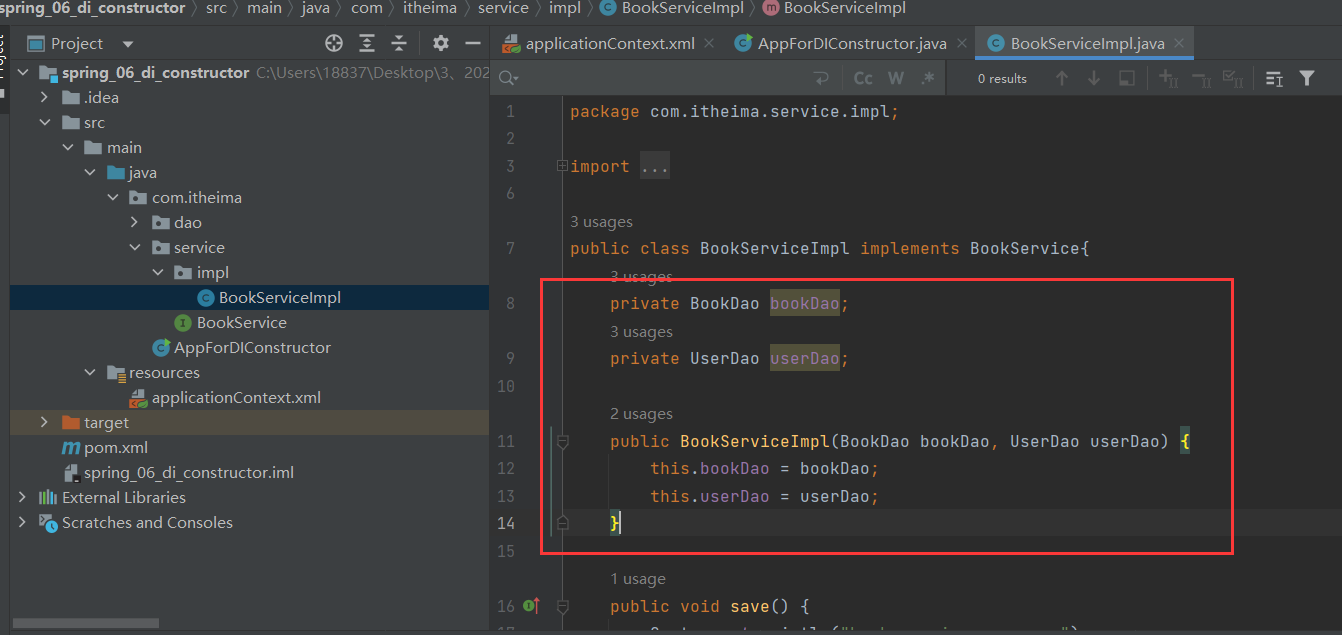 spring_06_di_constructor src main java com itheima service impl BookServiceImpl BookServiceImpl
Project
applicationContext.xml AppForDIConstructor.java BookServiceImpl.java
spring_06_di_constructor C:\Users\18837\Desktop\3、202
.idea
src
main
java
com.itheima
dao
service
impl
BookServiceImpl
BookService
AppForDIConstructor
resources
applicationContext.xml
target
pom.xml
spring_06_di_constructor.iml
External Libraries
Scratches and Consoles
Cc W .* 0 results
1 package com.itheima.service.impl;
2
3 import ...
6
3 usages
7 public class BookServiceImpl implements BookService{
3 usages
8 private BookDao bookDao;
3 usages
9 private UserDao userDao;
10
2 usages
11 public BookServiceImpl(BookDao bookDao, UserDao userDao) {
12 this.bookDao = bookDao;
13 this.userDao = userDao;
14 }
15
1 usage
16 public void save() {